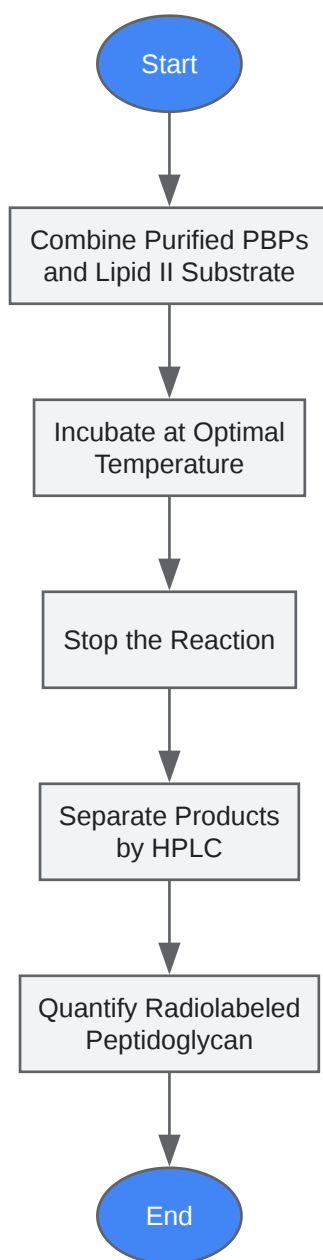 Start
Combine Purified PBPs
and Lipid II Substrate
Incubate at Optimal
Temperature
Stop the Reaction
Separate Products
by HPLC
Quantify Radiolabeled
Peptidoglycan
End